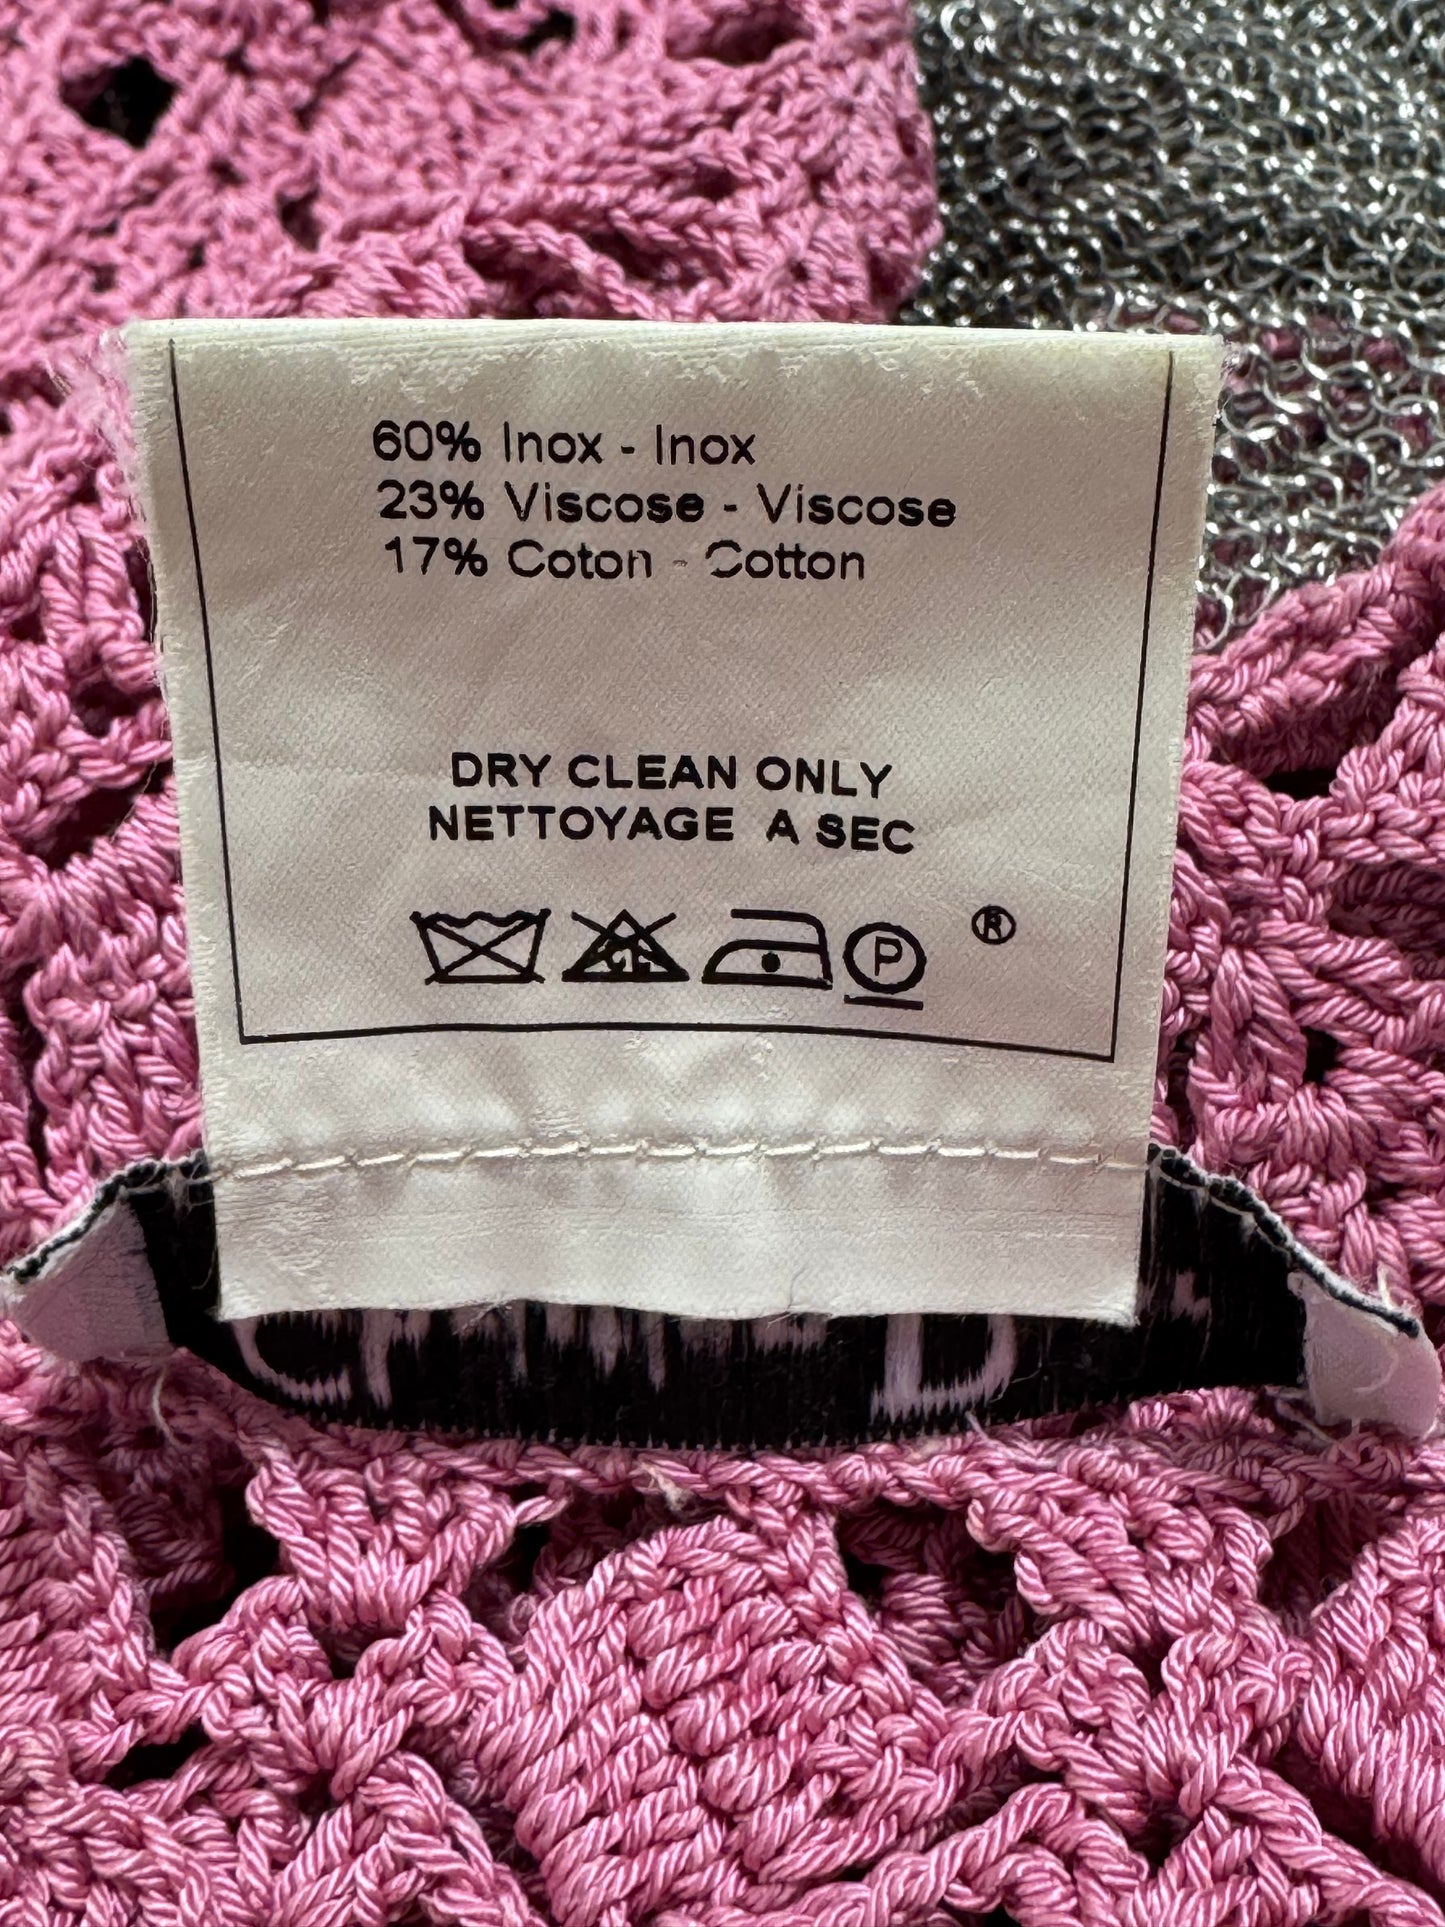 60% Inox - Inox
23% Viscose - Viscose
17% Coton - Cotton
DRY CLEAN ONLY
NETTOYAGE A SEC
P ®